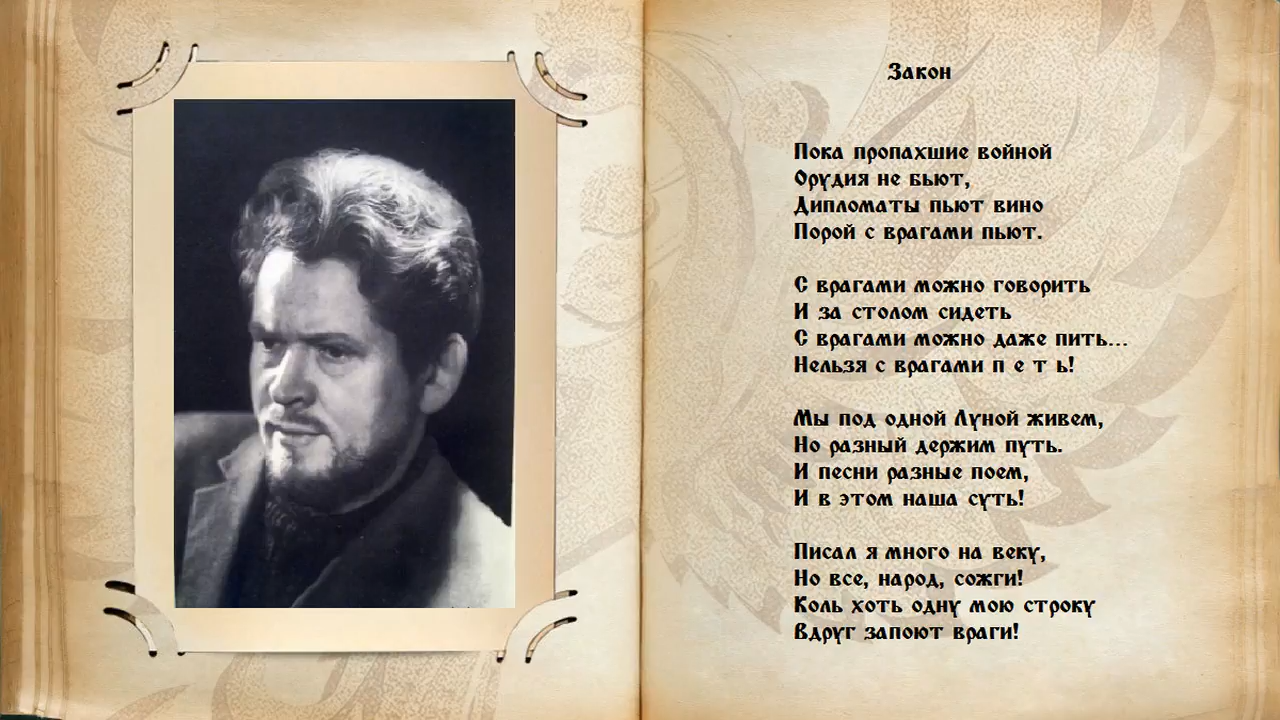 Закон
Пока пропахшие войной
Орудия не бьют,
Дипломаты пьют вино
Порой с врагами пьют.
С врагами можно говорить
И за столом сидеть
С врагами можно даже пить...
Нельзя с врагами п е т ь!
Мы под одной Луной живем,
Но разный держим путь.
И песни разные поем,
И в этом наша суть!
Писал я много на веку,
Но все, народ, сожги!
Коль хоть одну мою строку
Вдруг запоют враги!